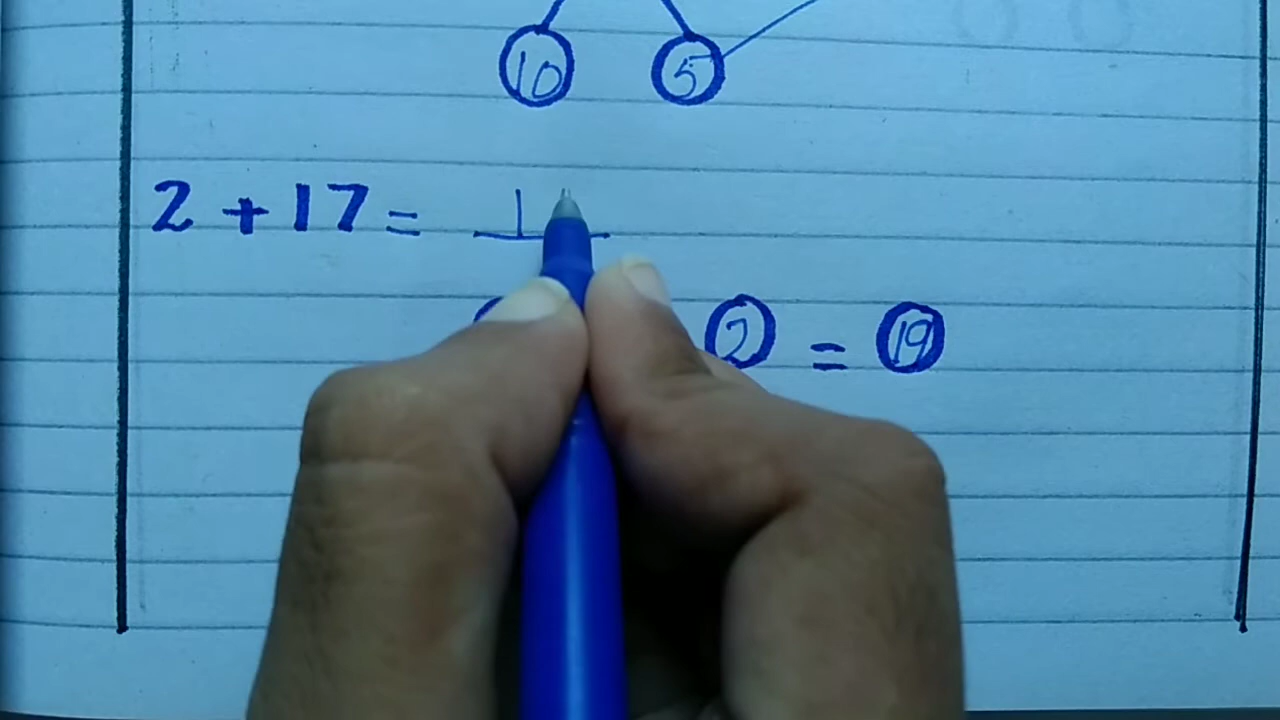 10 5
2 + 17 = 1
2 = 19